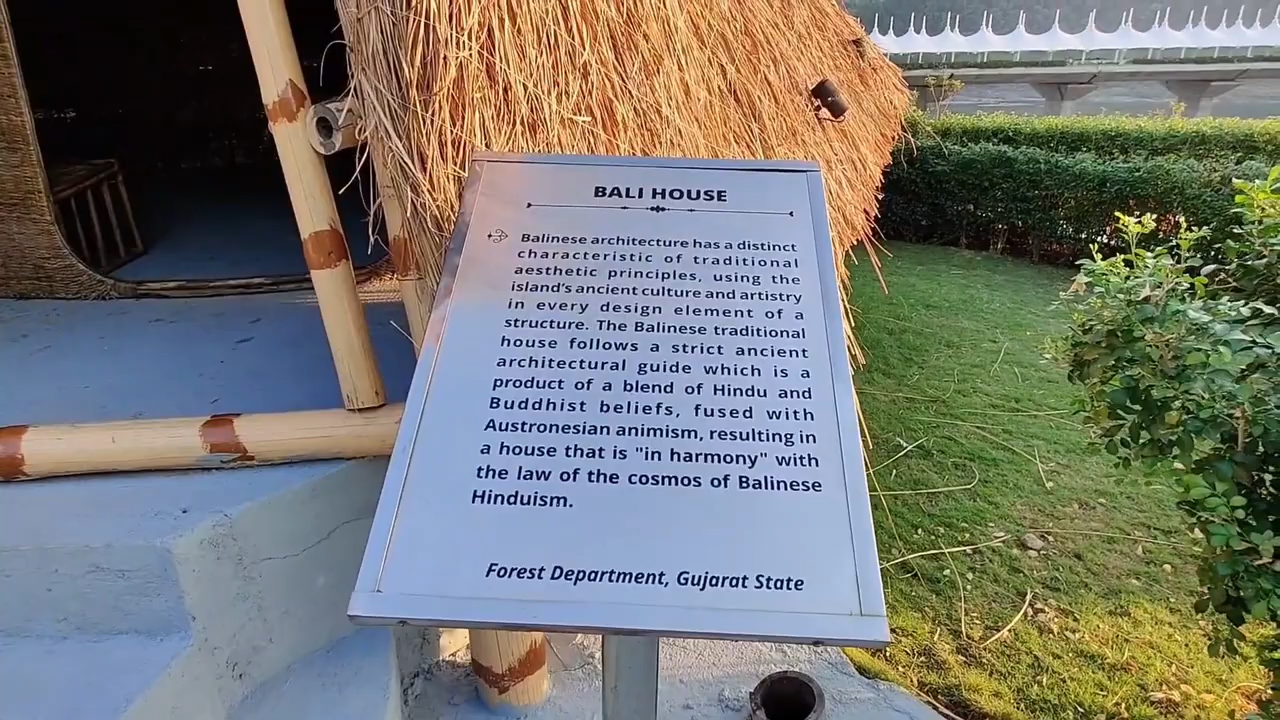 BALI HOUSE
Balinese architecture has a distinct
characteristic of traditional
aesthetic principles, using the
island's ancient culture and artistry
in every design element of a
structure. The Balinese traditional
house follows a strict ancient
architectural guide which is a
product of a blend of Hindu and
Buddhist beliefs, fused with
Austronesian animism, resulting in
a house that is "in harmony" with
the law of the cosmos of Balinese
Hinduism.
Forest Department, Gujarat State